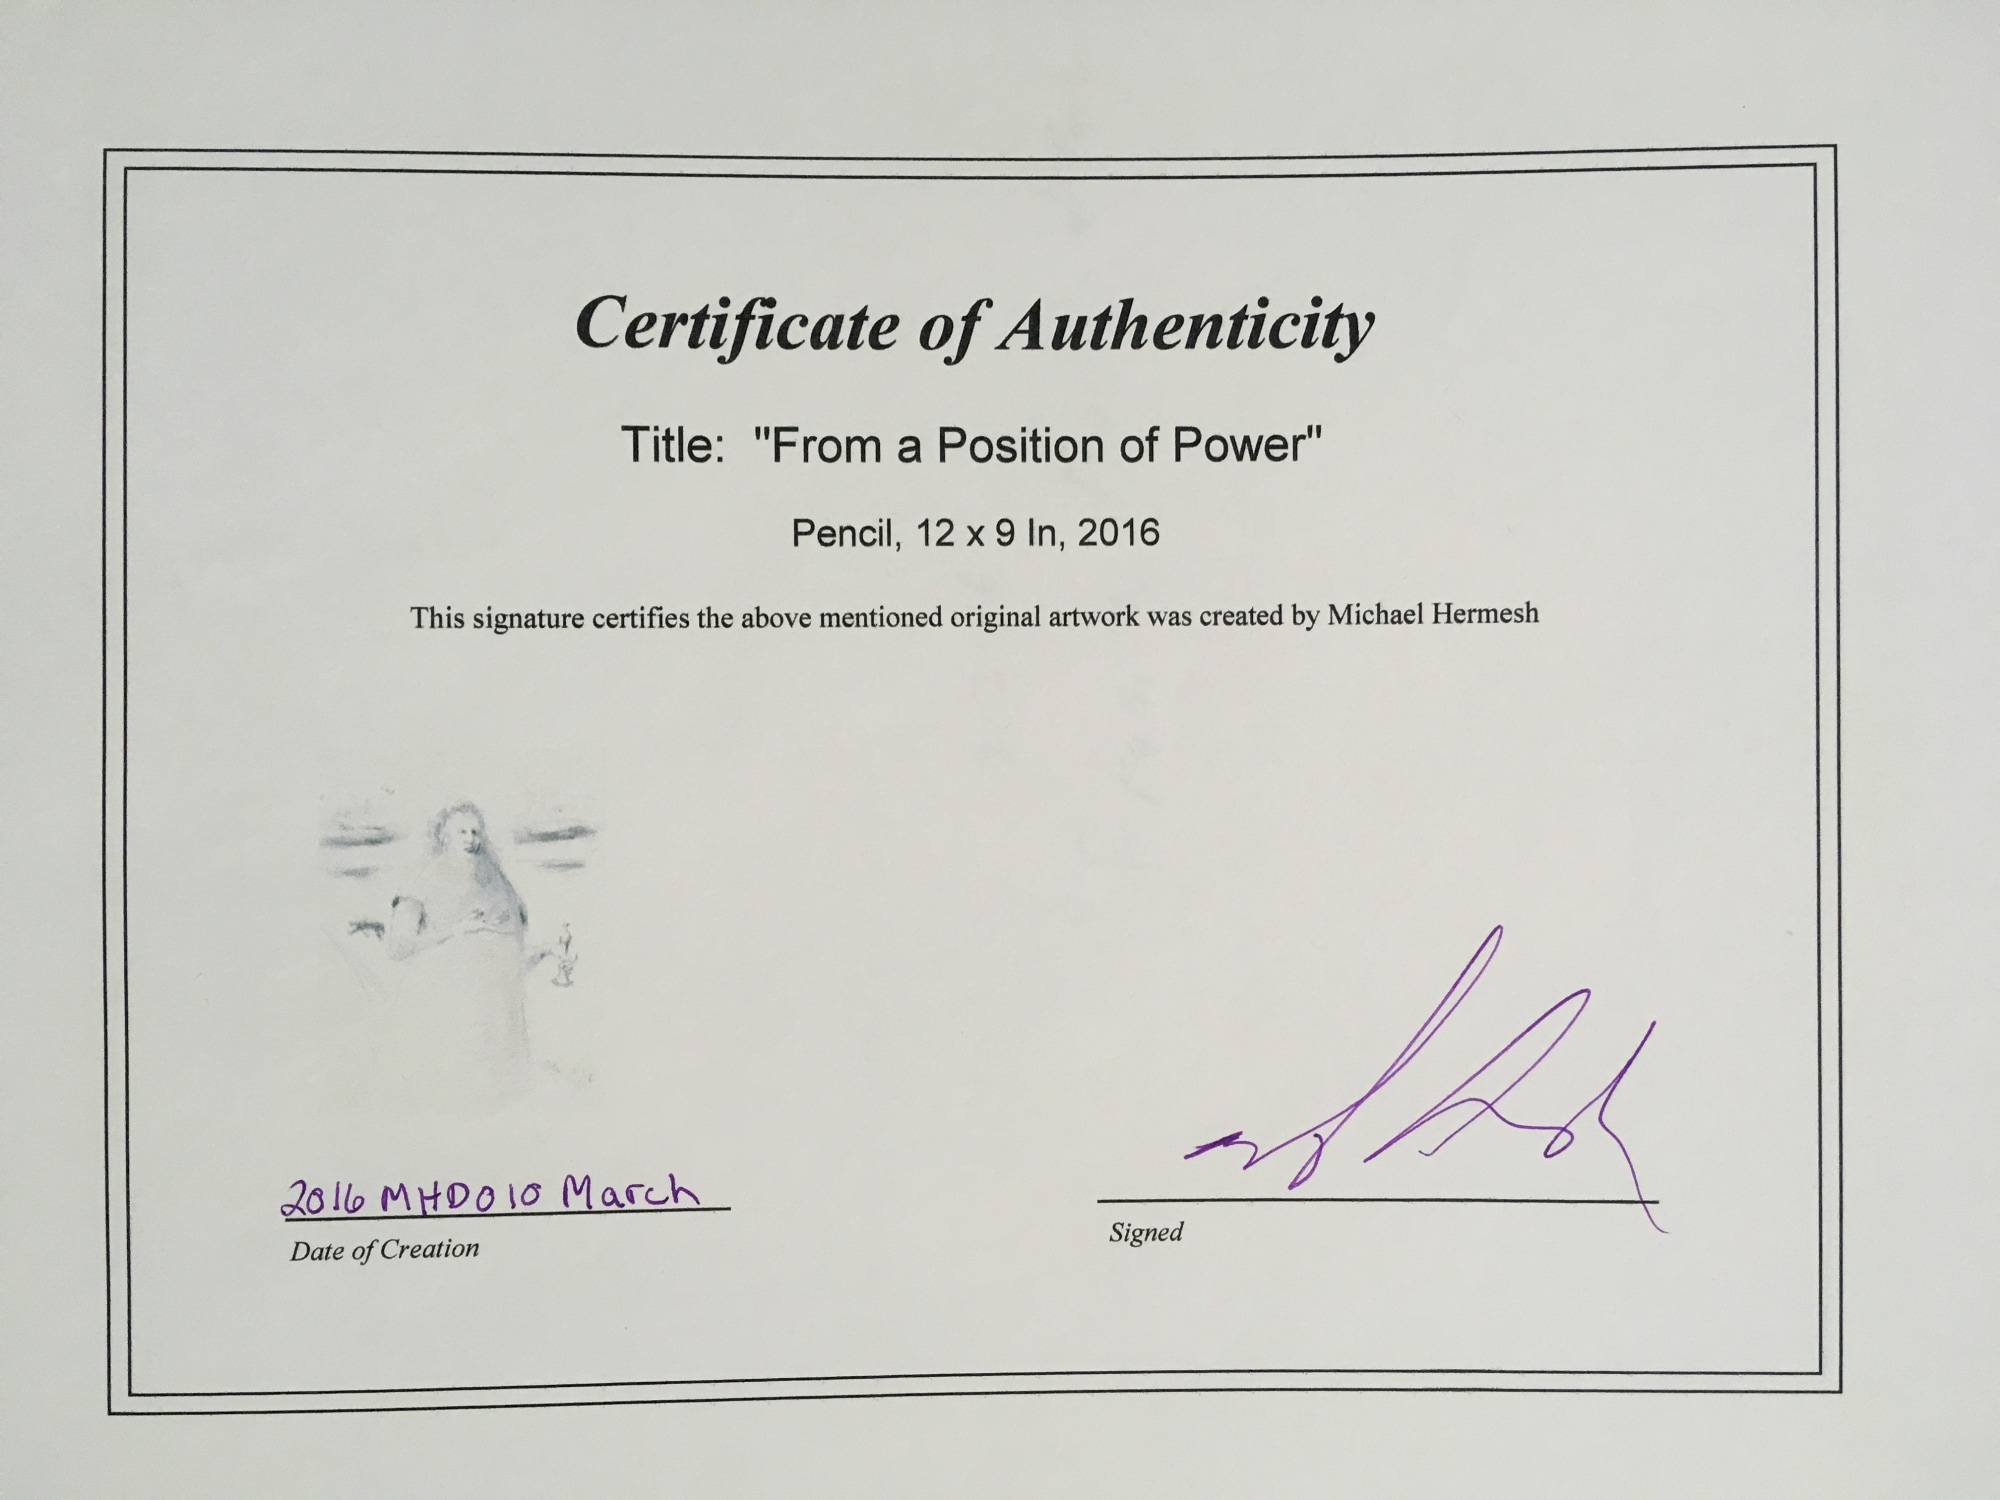 Certificate of Authenticity
Title: "From a Position of Power"
Pencil, 12 x 9 In, 2016
This signature certifies the above mentioned original artwork was created by Michael Hermesh
2016 MHD010 March
Date of Creation
Signed